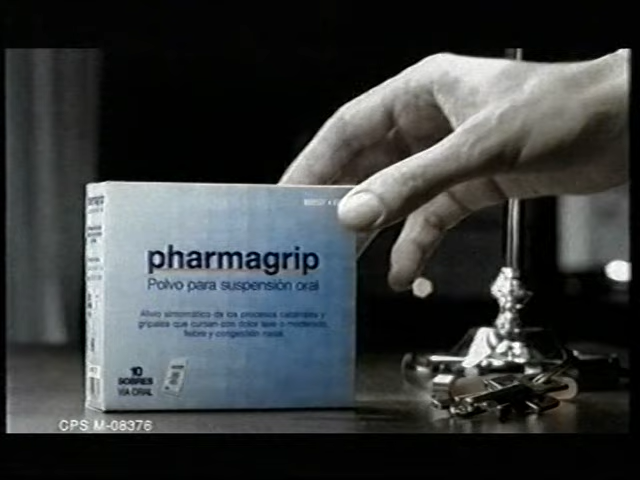 pharmagrip
Polvo para suspensión oral
Alivio sintomático de los procesos catarrales y
gripales que cursan con dolor leve o moderado,
fiebre y congestión nasal.
10
SOBRES
VIA ORAL
CPS M-08376